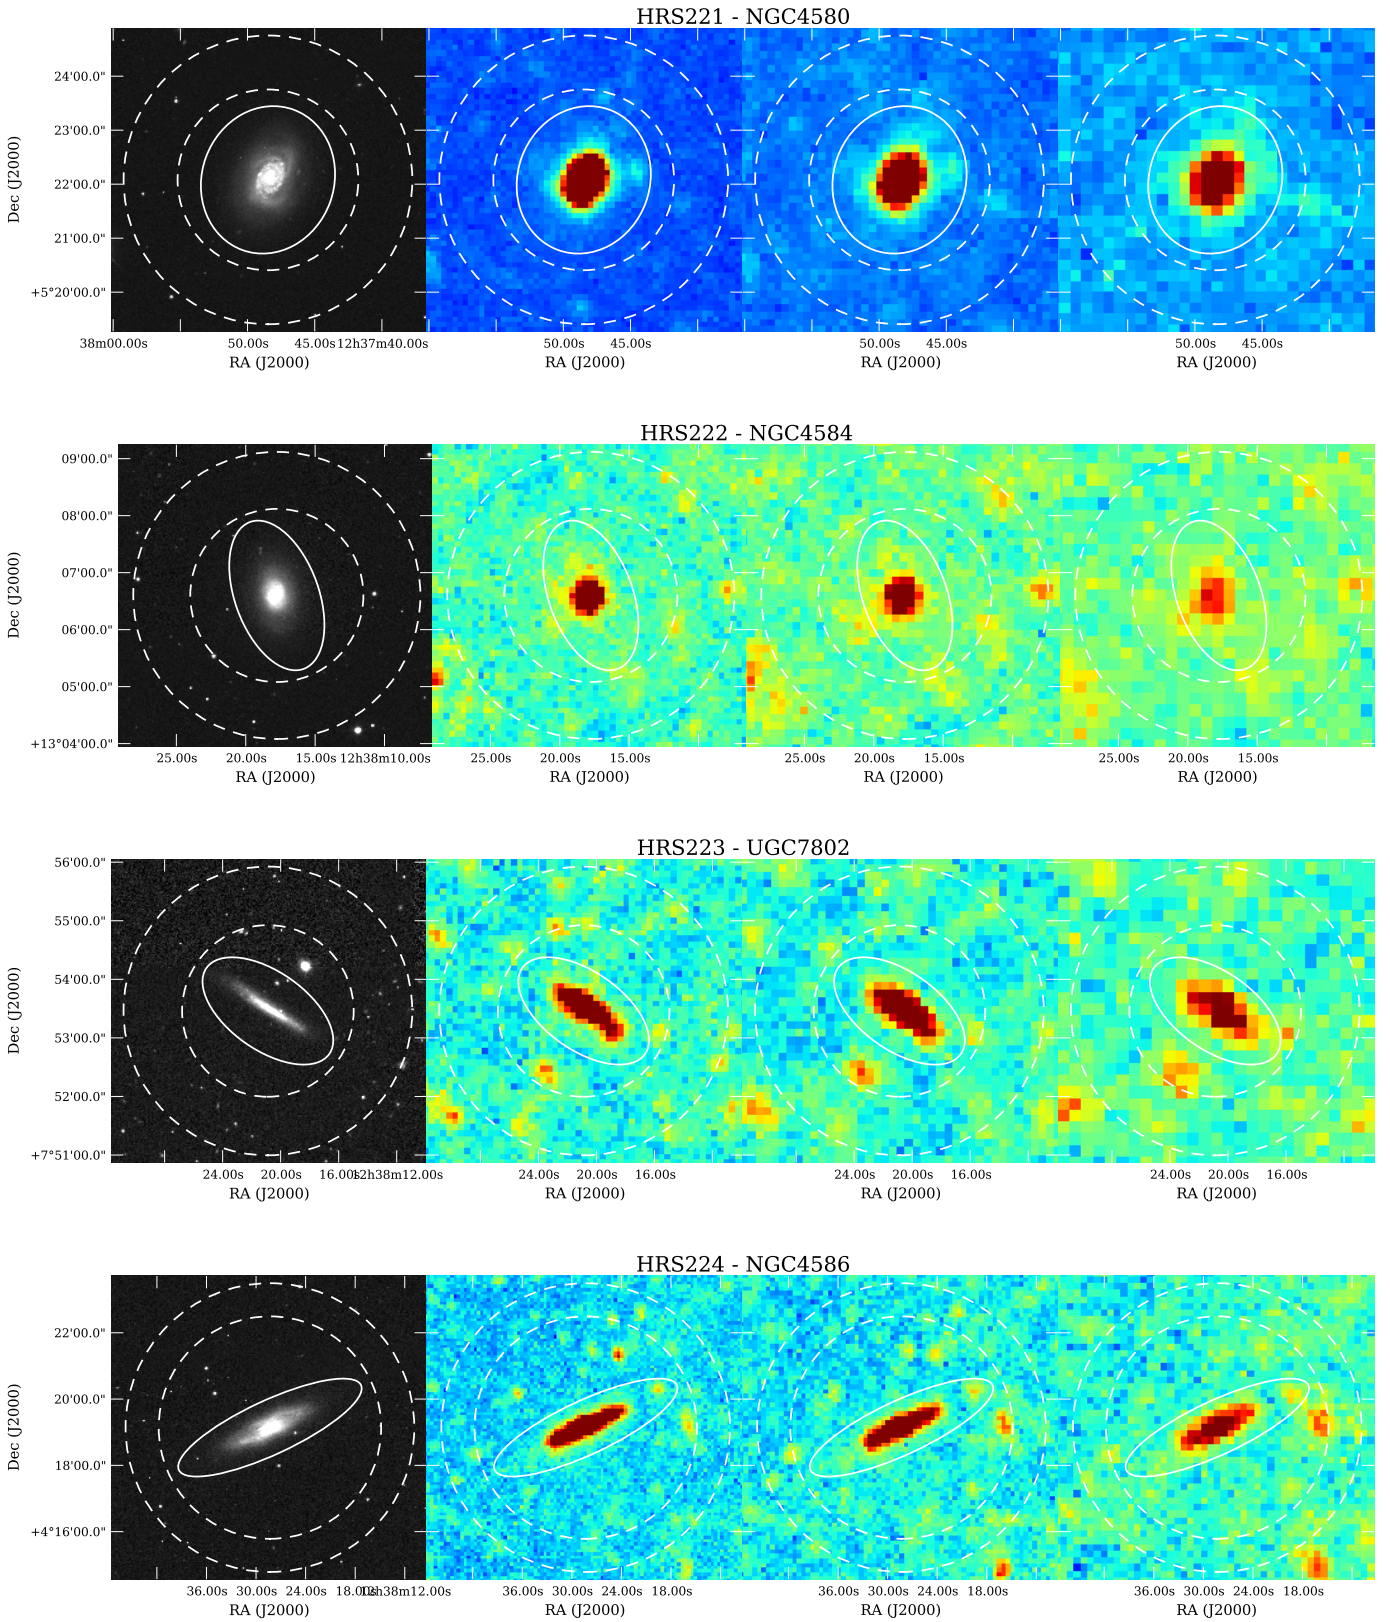 HRS221 - NGC4580
24'00.0"
23'00.0"
22'00.0"
21'00.0"
+5°20'00.0"
Dec (J2000)
38m00.00s 50.00s 45.00s 12h37m40.00s 50.00s 45.00s 50.00s 45.00s 50.00s 45.00s
RA (J2000) RA (J2000) RA (J2000) RA (J2000)
HRS222 - NGC4584
09'00.0"
08'00.0"
07'00.0"
06'00.0"
05'00.0"
+13°04'00.0"
Dec (J2000)
25.00s 20.00s 15.00s 12h38m10.00s 25.00s 20.00s 15.00s 25.00s 20.00s 15.00s 25.00s 20.00s 15.00s
RA (J2000) RA (J2000) RA (J2000) RA (J2000)
HRS223 - UGC7802
56'00.0"
55'00.0"
54'00.0"
53'00.0"
52'00.0"
+7°51'00.0"
Dec (J2000)
24.00s 20.00s 16.00s 12h38m12.00s 24.00s 20.00s 16.00s 24.00s 20.00s 16.00s 24.00s 20.00s 16.00s
RA (J2000) RA (J2000) RA (J2000) RA (J2000)
HRS224 - NGC4586
22'00.0"
20'00.0"
18'00.0"
+4°16'00.0"
Dec (J2000)
36.00s 30.00s 24.00s 18.00s 12h38m12.00s 36.00s 30.00s 24.00s 18.00s 36.00s 30.00s 24.00s 18.00s 36.00s 30.00s 24.00s 18.00s
RA (J2000) RA (J2000) RA (J2000) RA (J2000)